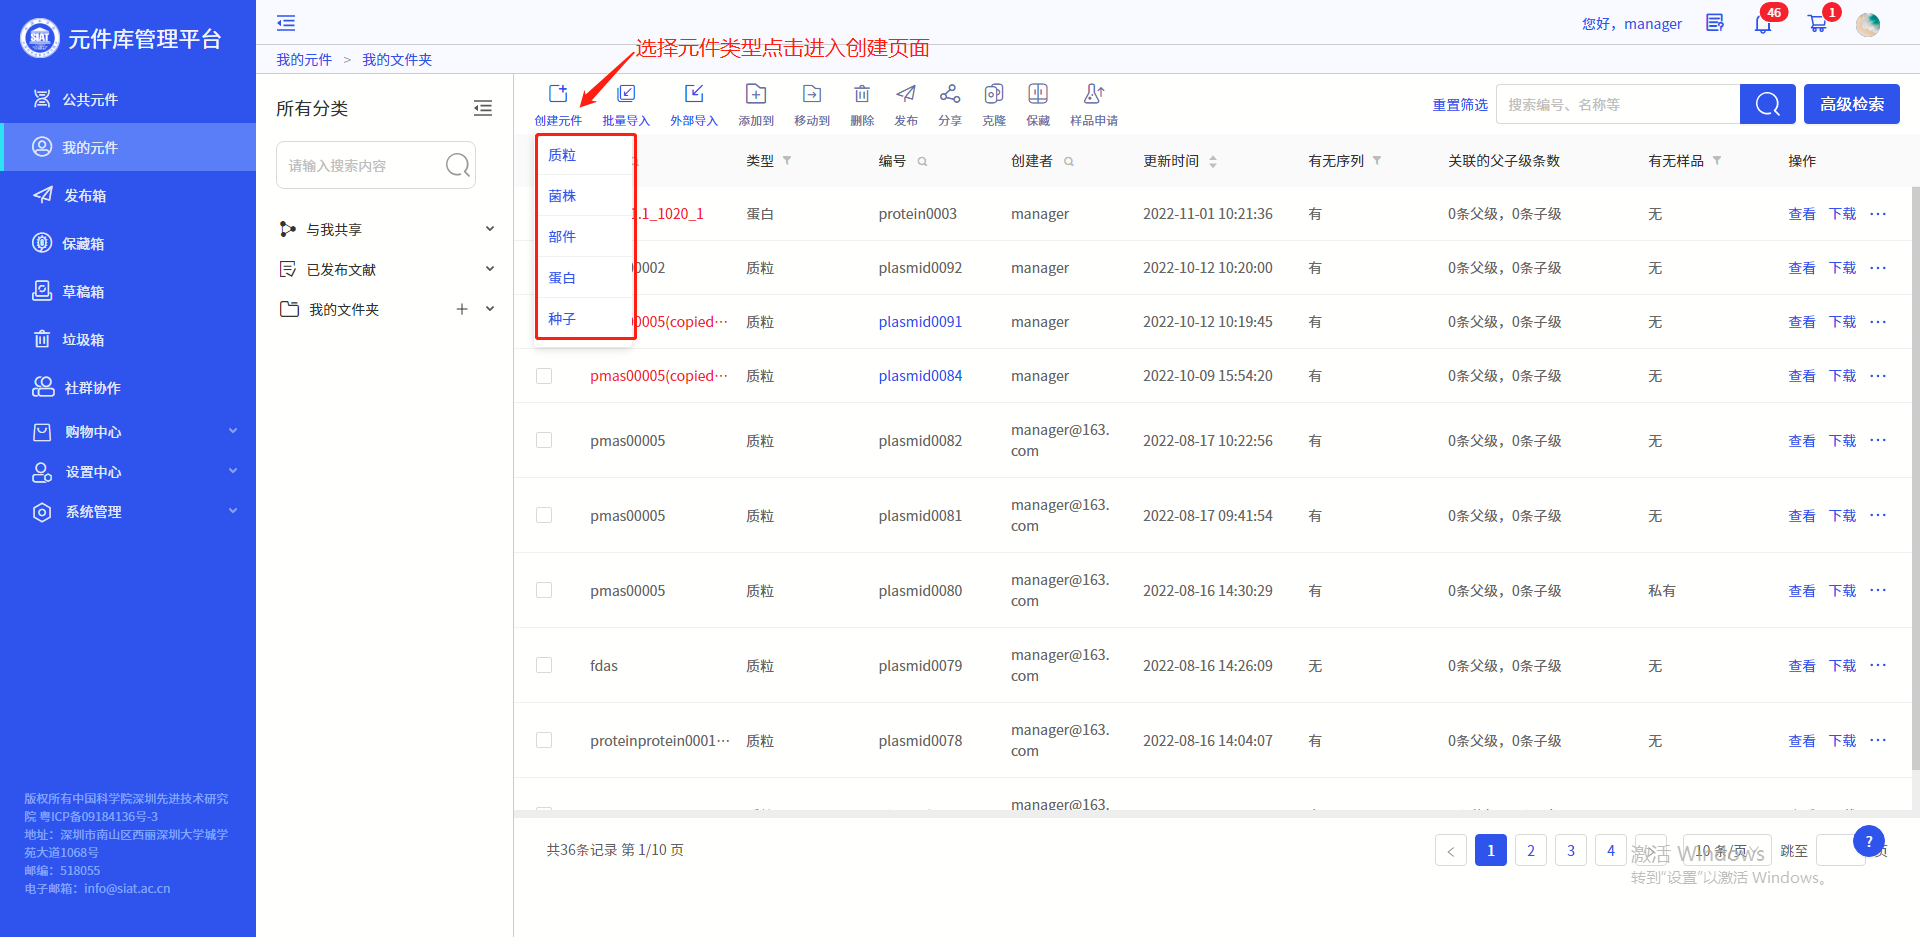 元件库管理平台
SIAT
公共元件
我的元件
发布箱
保藏箱
草稿箱
垃圾箱
社群协作
购物中心
设置中心
系统管理
版权所有中国科学院深圳先进技术研究
院 粤ICP备09184136号-3
地址：深圳市南山区西丽深圳大学城学
苑大道1068号
邮编：518055
电子邮箱：info@siat.ac.cn
您好，manager
46
1
我的元件 > 我的文件夹
选择元件类型点击进入创建页面
所有分类
请输入搜索内容
与我共享
已发布文献
我的文件夹
创建元件 批量导入 外部导入 添加到 移动到 删除 发布 分享 克隆 保藏 样品申请
重置筛选 搜索编号、名称等 高级检索
质粒
菌株
部件
蛋白
种子
类型 编号 创建者 更新时间 有无序列 关联的父子级条数 有无样品 操作
.1_1020_1 蛋白 protein0003 manager 2022-11-01 10:21:36 有 0条父级，0条子级 无 查看 下载 ···
0002 质粒 plasmid0092 manager 2022-10-12 10:20:00 有 0条父级，0条子级 无 查看 下载 ···
0005(copied··· 质粒 plasmid0091 manager 2022-10-12 10:19:45 有 0条父级，0条子级 无 查看 下载 ···
pmas00005(copied··· 质粒 plasmid0084 manager 2022-10-09 15:54:20 有 0条父级，0条子级 无 查看 下载 ···
pmas00005 质粒 plasmid0082 manager@163.com 2022-08-17 10:22:56 有 0条父级，0条子级 无 查看 下载 ···
pmas00005 质粒 plasmid0081 manager@163.com 2022-08-17 09:41:54 有 0条父级，0条子级 无 查看 下载 ···
pmas00005 质粒 plasmid0080 manager@163.com 2022-08-16 14:30:29 有 0条父级，0条子级 私有 查看 下载 ···
fdas 质粒 plasmid0079 manager@163.com 2022-08-16 14:26:09 无 0条父级，0条子级 无 查看 下载 ···
proteinprotein0001··· 质粒 plasmid0078 manager@163.com 2022-08-16 14:04:07 有 0条父级，0条子级 无 查看 下载 ···
manager@163.
共36条记录 第 1/10 页
< 1 2 3 4 10 条/页 跳至 页
?
激活 Windows
转到"设置"以激活 Windows。